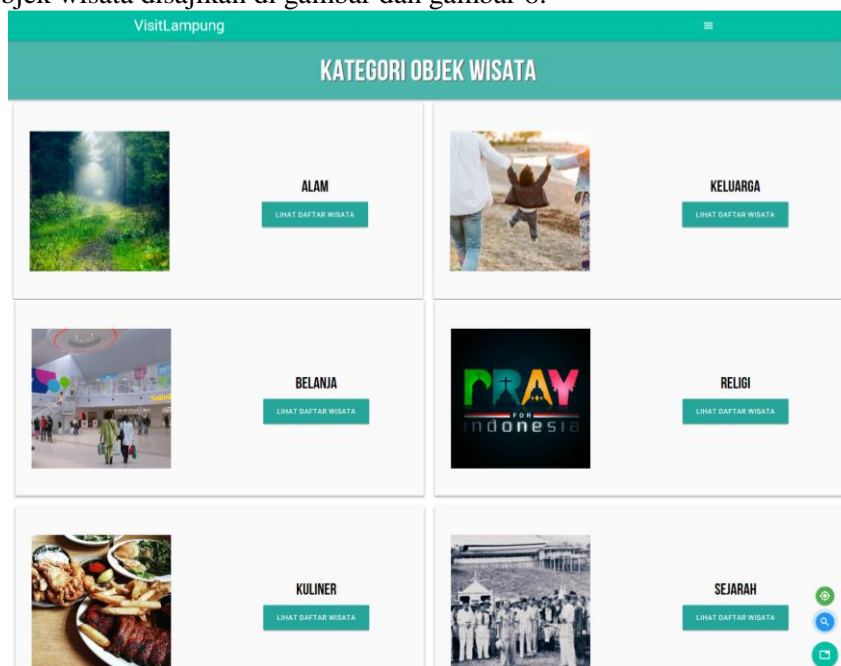 objek wisata disajikan di gambar dan gambar 8.
VisitLampung
KATEGORI OBJEK WISATA
ALAM
LIHAT DAFTAR WISATA
KELUARGA
LIHAT DAFTAR WISATA
BELANJA
LIHAT DAFTAR WISATA
PRAY
FOR
indonesia
RELIGI
LIHAT DAFTAR WISATA
KULINER
LIHAT DAFTAR WISATA
SEJARAH
LIHAT DAFTAR WISATA